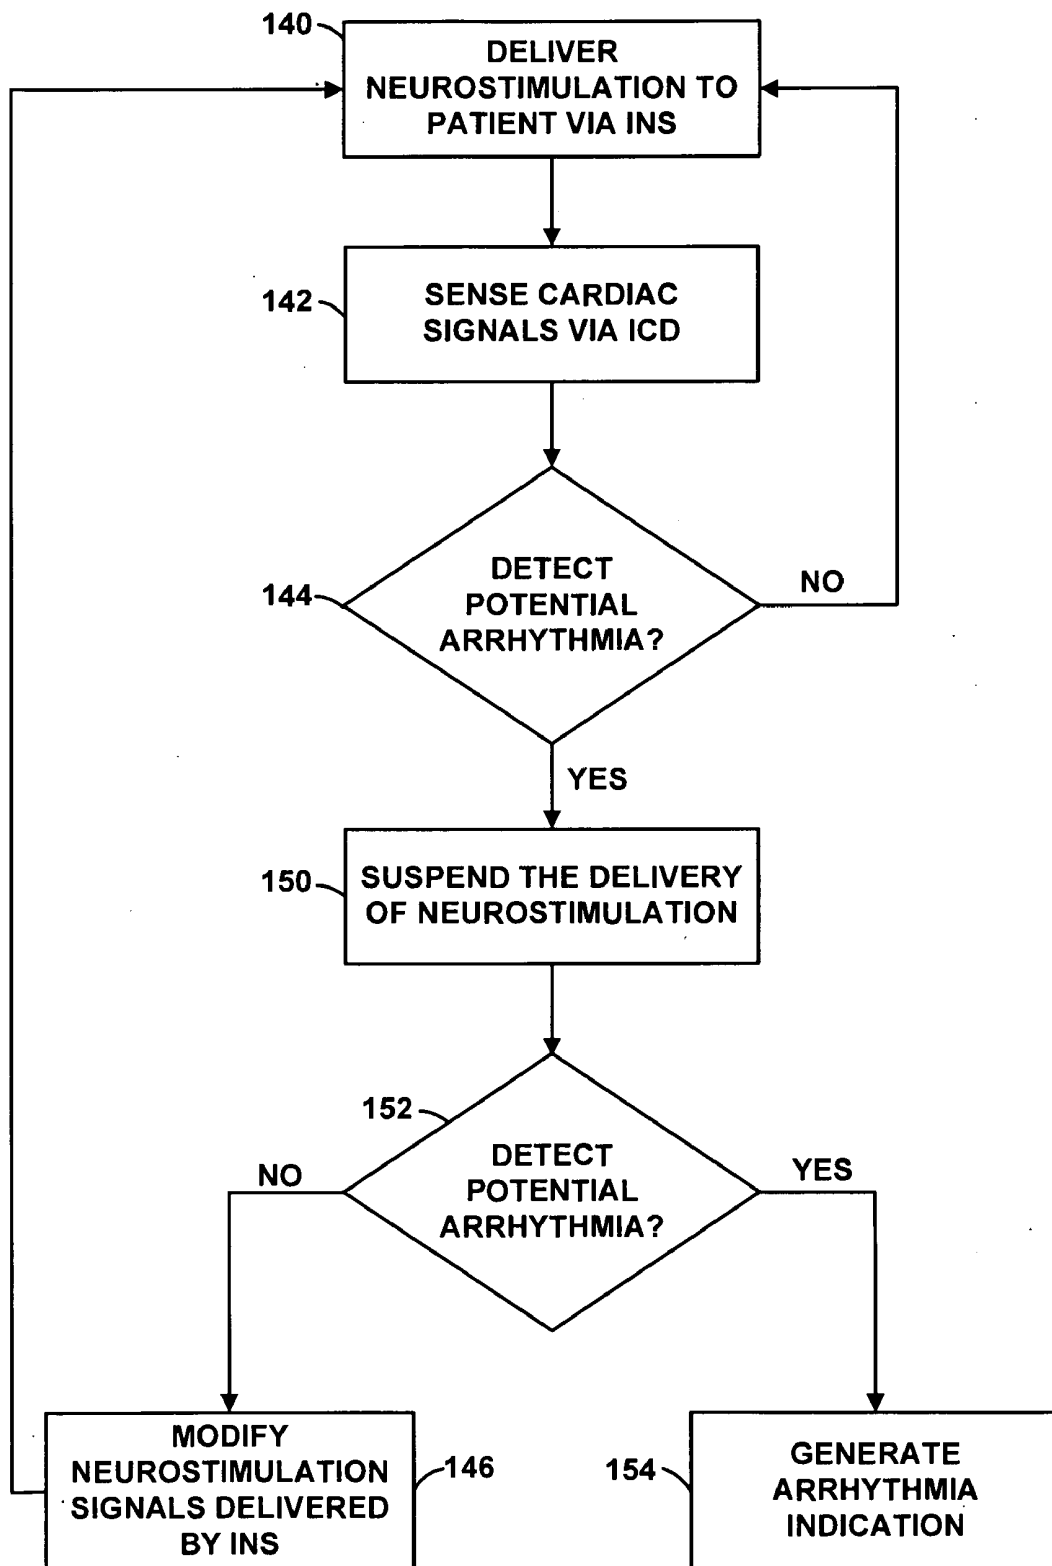 140
DELIVER
NEUROSTIMULATION TO
PATIENT VIA INS
142
SENSE CARDIAC
SIGNALS VIA ICD
144
DETECT
POTENTIAL
ARRHYTHMIA?
NO
YES
150
SUSPEND THE DELIVERY
OF NEUROSTIMULATION
152
DETECT
POTENTIAL
ARRHYTHMIA?
NO
YES
MODIFY
NEUROSTIMULATION
SIGNALS DELIVERED
BY INS
146
154
GENERATE
ARRHYTHMIA
INDICATION